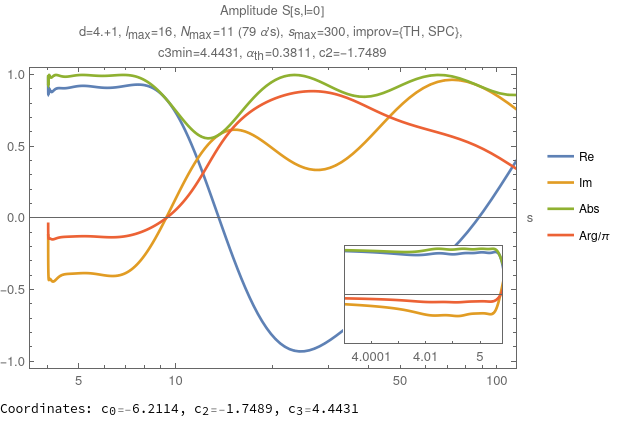 Amplitude S[s,l=0]
d=4.+1, lmax=16, Nmax=11 (79 α's), smax=300, improv={TH, SPC},
c3min=4.4431, αth=0.3811, c2=−1.7489
1.0
0.5
0.0
−0.5
−1.0
5
10
50
100
s
Re
Im
Abs
Arg/π
4.0001
4.01
5
Coordinates: c0=-6.2114, c2=-1.7489, c3=4.4431